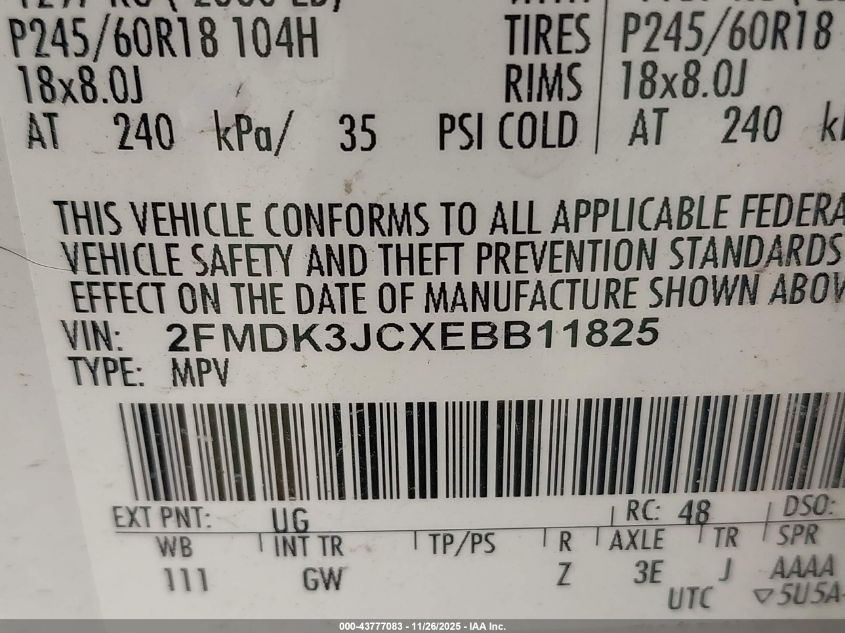 P245/60R18 104H TIRES P245/60R18
18x8.0J RIMS 18x8.0J
AT 240 kPa/ 35 PSI COLD AT 240
THIS VEHICLE CONFORMS TO ALL APPLICABLE FEDERA
VEHICLE SAFETY AND THEFT PREVENTION STANDARDS
EFFECT ON THE DATE OF MANUFACTURE SHOWN ABOV
VIN: 2FMDK3JCXEBB11825
TYPE: MPV
EXT PNT: UG RC: 48 DSO:
WB INT TR TP/PS R AXLE TR SPR
111 GW Z 3E J AAAA
UTC ▽5U5A-
000-43777083 - 11/26/2025 - IAA Inc.